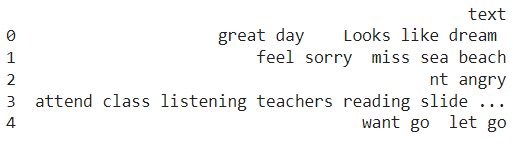 text
0 great day    Looks like dream
1 feel sorry  miss sea beach
2 nt angry
3 attend class listening teachers reading slide ...
4 want go  let go